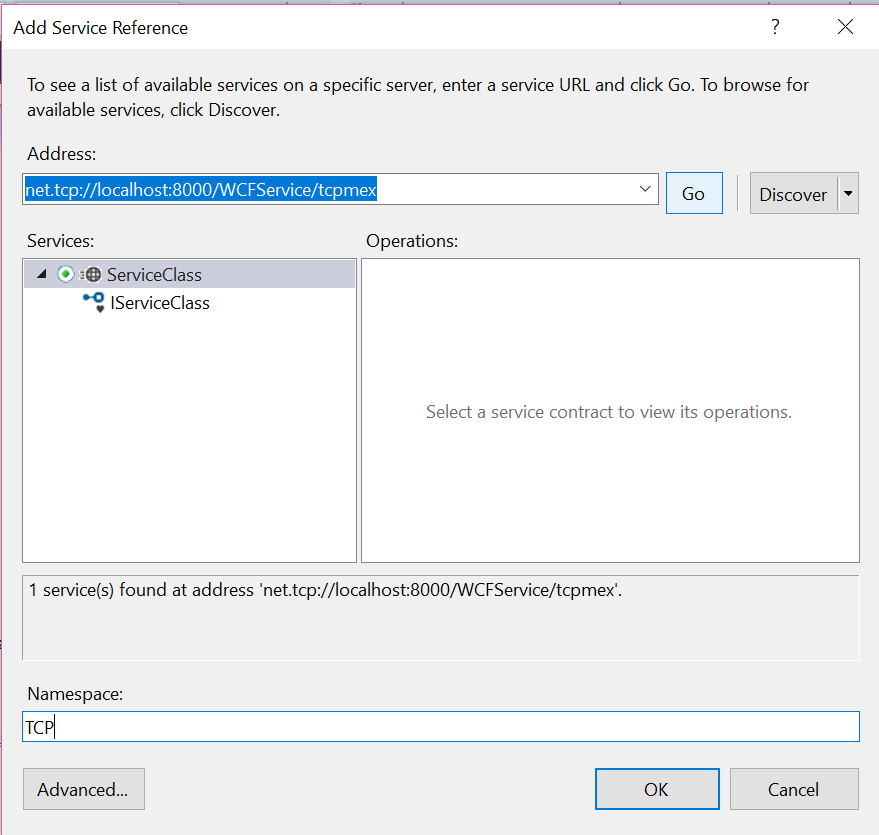 Add Service Reference
?
To see a list of available services on a specific server, enter a service URL and click Go. To browse for
available services, click Discover.
Address:
net.tcp://localhost:8000/WCFService/tcpmex
Go
Discover
Services:
Operations:
ServiceClass
IServiceClass
Select a service contract to view its operations.
1 service(s) found at address 'net.tcp://localhost:8000/WCFService/tcpmex'.
Namespace:
TCP
Advanced...
OK
Cancel